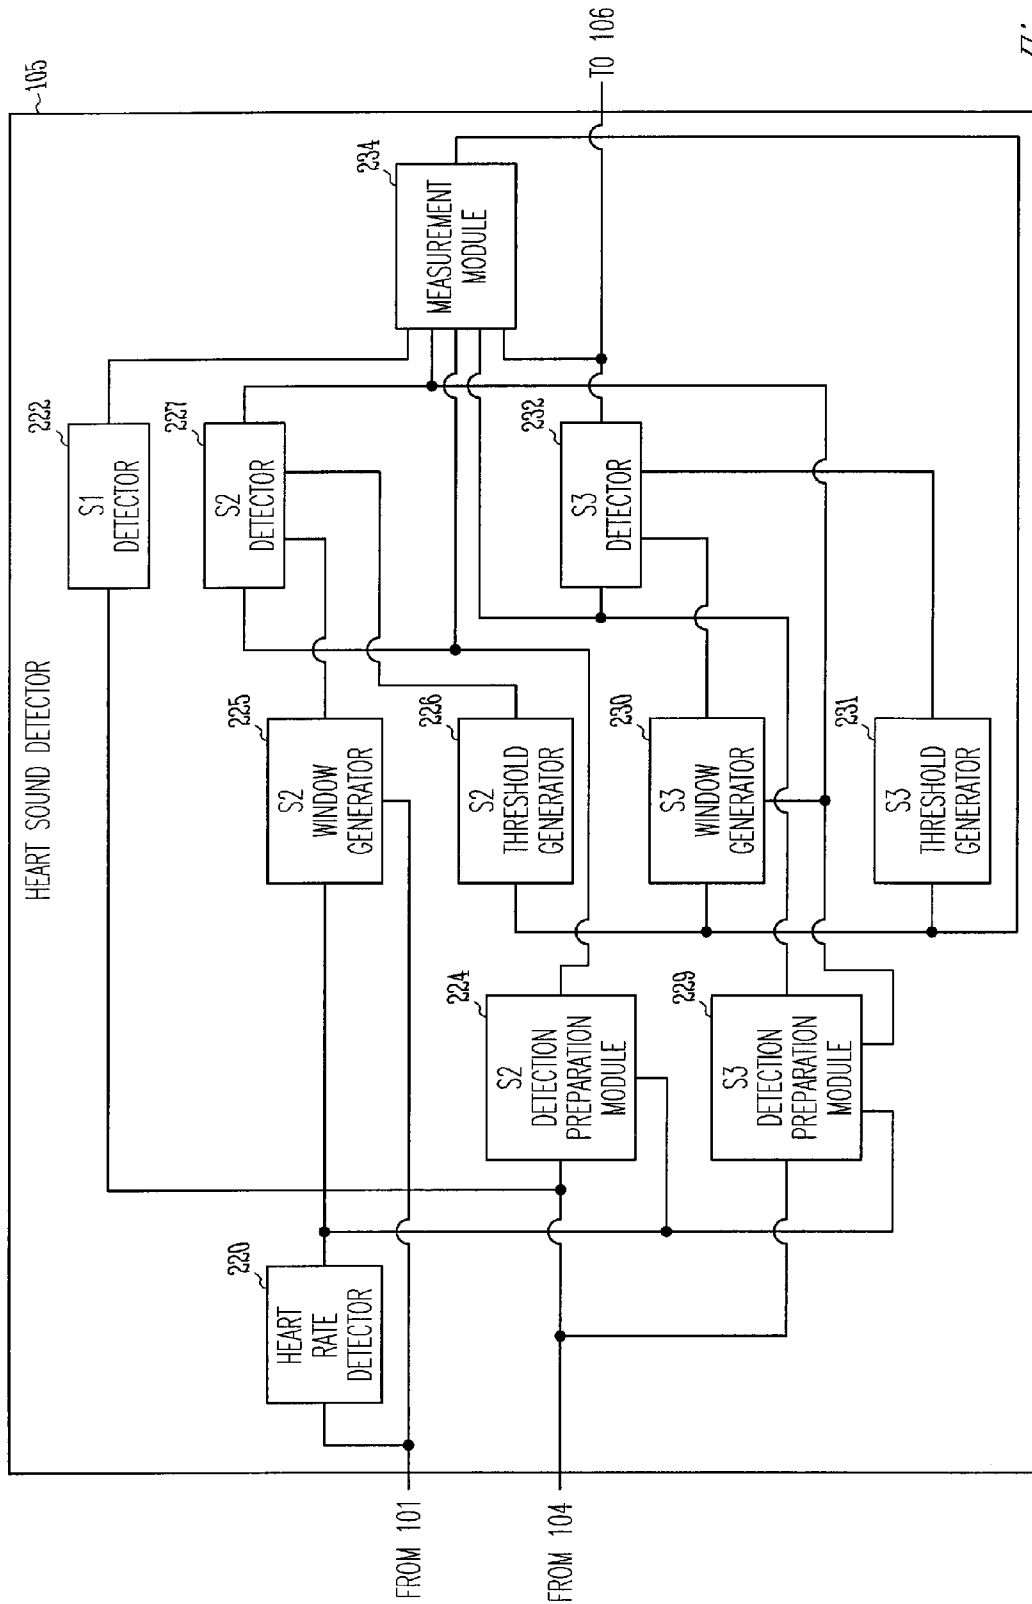 HEART SOUND DETECTOR
105
222
S1
DETECTOR
227
S2
DETECTOR
234
MEASUREMENT
MODULE
220
HEART
RATE
DETECTOR
225
S2
WINDOW
GENERATOR
226
S2
THRESHOLD
GENERATOR
224
S2
DETECTION
PREPARATION
MODULE
232
S3
DETECTOR
230
S3
WINDOW
GENERATOR
229
S3
DETECTION
PREPARATION
MODULE
231
S3
THRESHOLD
GENERATOR
FROM 101
FROM 104
TO 106